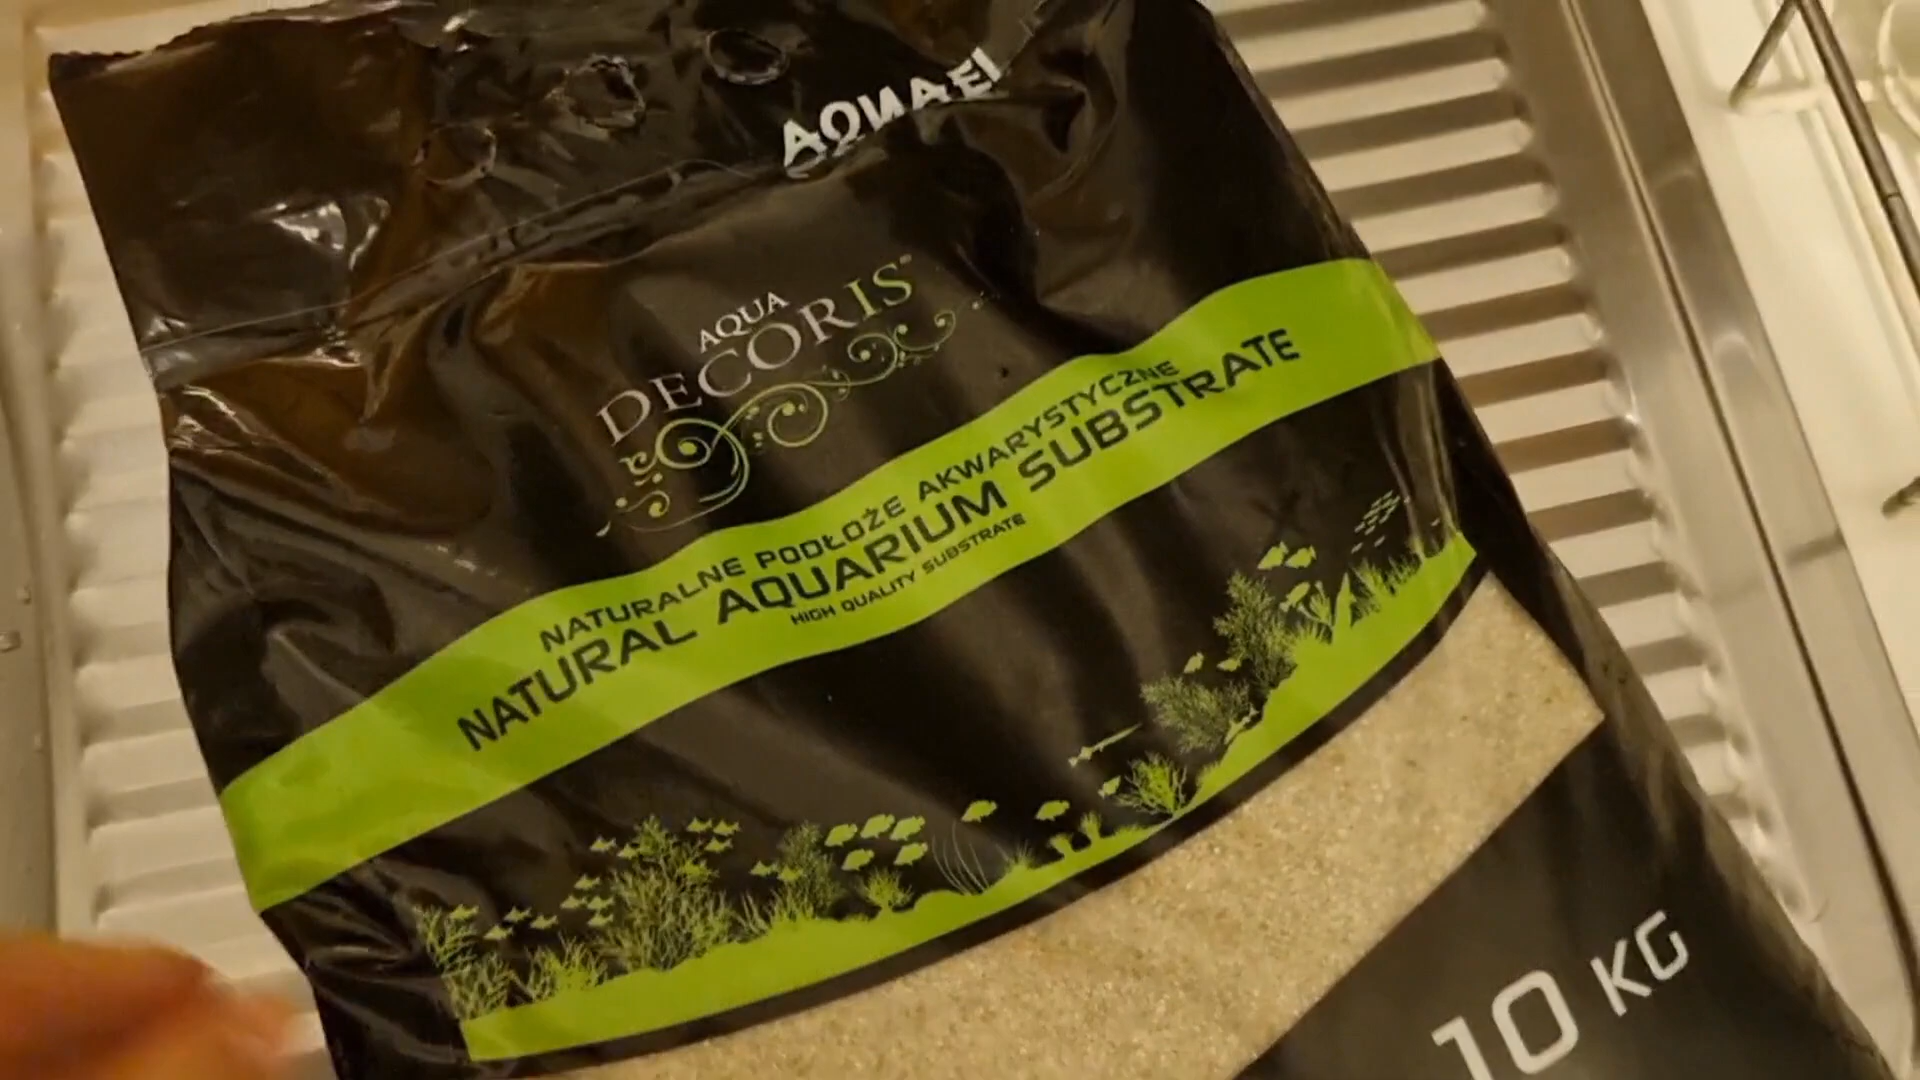 AQUAEL
AQUA
DECORIS
NATURALNE PODŁOŻE AKWARYSTYCZNE
NATURAL AQUARIUM SUBSTRATE
HIGH QUALITY SUBSTRATE
10 KG